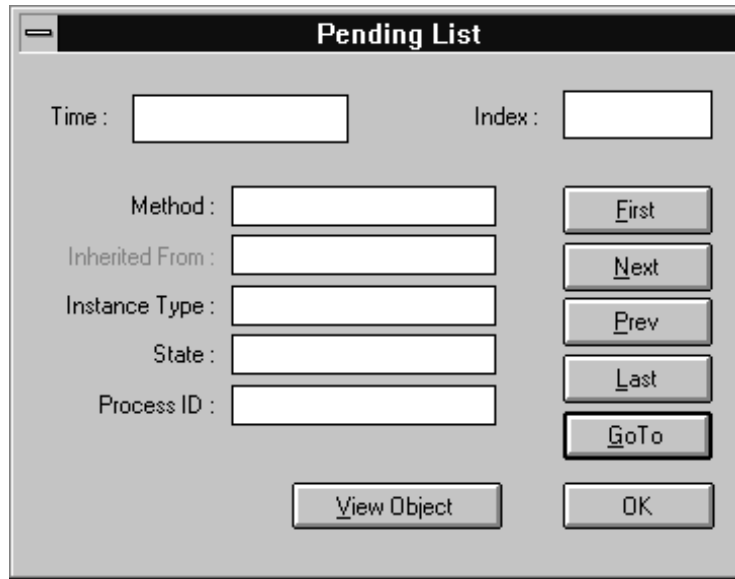 Pending List
Time :
Index :
Method :
First
Inherited From :
Next
Instance Type :
Prev
State :
Last
Process ID :
GoTo
View Object
OK